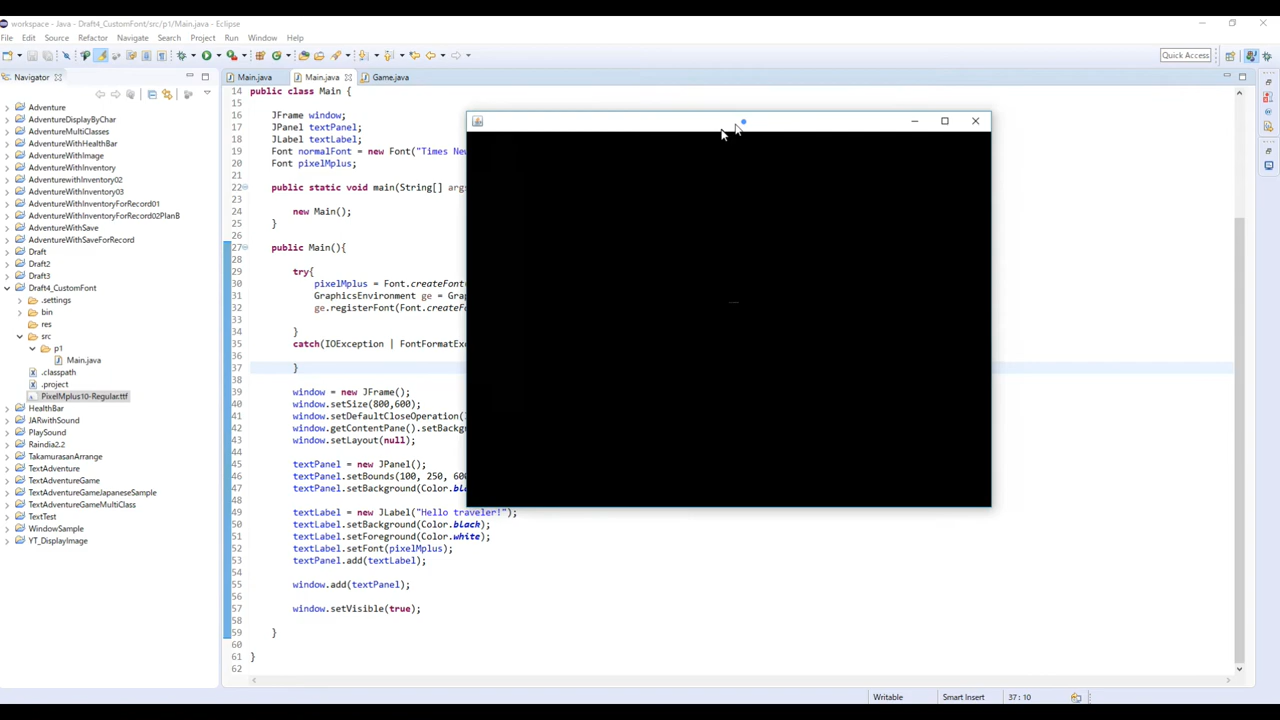 workspace - Java - Draft4_CustomFont/src/p1/Main.java - Eclipse
File Edit Source Refactor Navigate Search Project Run Window Help
Quick Access
Navigator
Main.java Main.java Game.java
Adventure
AdventureDisplayByChar
AdventureMultiClasses
AdventureWithHealthBar
AdventureWithImage
AdventureWithInventory
Adventurewithinventory02
AdventureWithInventory03
AdventureWithInventoryForRecord01
AdventureWithInventoryForRecord02PlanB
AdventureWithSave
AdventureWithSaveForRecord
Draft
Draft2
Draft3
Draft4_CustomFont
.settings
bin
res
src
p1
Main.java
.classpath
.project
PixelMplus10-Regular.ttf
HealthBar
JARwithSound
PlaySound
Raindia2.2
TakamurasanArrange
TextAdventure
TextAdventureGame
TextAdventureGameJapaneseSample
TextAdventureGameMultiClass
TextTest
WindowSample
YT_DisplayImage
14 public class Main {
15
16 JFrame window;
17 JPanel textPanel;
18 JLabel textLabel;
19 Font normalFont = new Font("Times Ne
20 Font pixelMplus;
22 public static void main(String[] arg
24 new Main();
25 }
26
27 public Main(){
28
29 try{
30 pixelMplus = Font.createFont
31 GraphicsEnvironment ge = Gra
32 ge.registerFont(Font.createF
33
34 }
35 catch(IOException | FontFormatExc
36
37 }
38
39 window = new JFrame();
40 window.setSize(800,600);
41 window.setDefaultCloseOperation(
42 window.getContentPane().setBackg
43 window.setLayout(null);
45 textPanel = new JPanel();
46 textPanel.setBounds(100, 250, 600
47 textPanel.setBackground(Color.bl
48
49 textLabel = new JLabel("Hello traveler!");
50 textLabel.setBackground(Color.black);
51 textLabel.setForeground(Color.white);
52 textLabel.setFont(pixelMplus);
53 textPanel.add(textLabel);
54
55 window.add(textPanel);
56
57 window.setVisible(true);
58
59 }
60
61 }
62
Writable Smart Insert 37 : 10